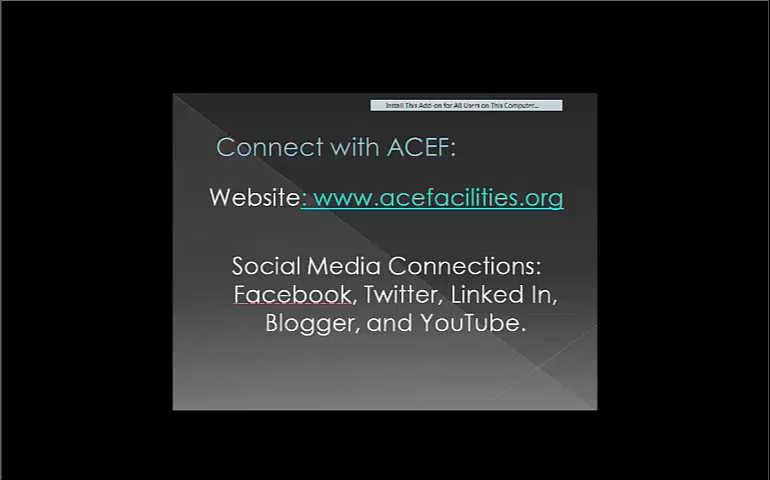 Install This Add-on for All Users on This Computer...
Connect with ACEF:
Website: www.acefacilities.org
Social Media Connections:
Facebook, Twitter, Linked In,
Blogger, and YouTube.